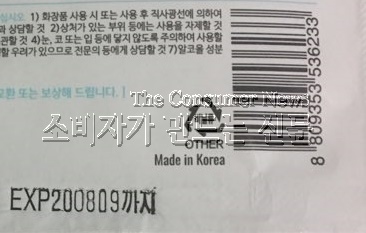 십시오 1) 화장품 사용 시 또는 사용 후 직사광선에 의하여
과 상담할 것 2)상처가 있는 부위 등에는 사용을 자제할 것
관할 것 4)눈, 코 또는 입 등에 닿지 않도록 주의하여 사용할
할 우려가 있으므로 전문의 등에게 상담할 것 7)알코올 성분
교환 또는 보상해 드립니다. ]
The Consumer News
소비자가 만드는 신문
OTHER
Made in Korea
8 809353 536233
EXP200809까지